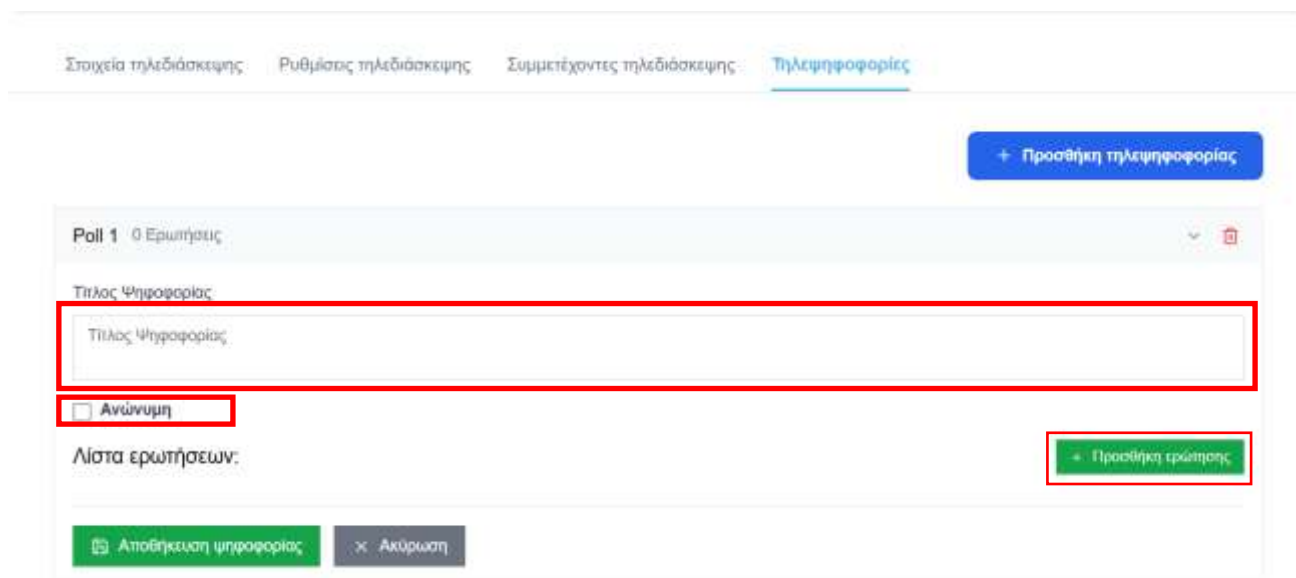 Στοιχεία τηλεδιάσκεψης Ρυθμίσεις τηλεδιάσκεψης Συμμετέχοντες τηλεδιάσκεψης Τηλεψηφοφορίες
+ Προσθήκη τηλεψηφοφορίας
Poll 1 0 Ερωτήσεις
Τίτλος Ψηφοφορίας
Τίτλος Ψηφοφορίας
Ανώνυμη
Λίστα ερωτήσεων:
+ Προσθήκη ερώτησης
Αποθήκευση ψηφοφορίας × Ακύρωση